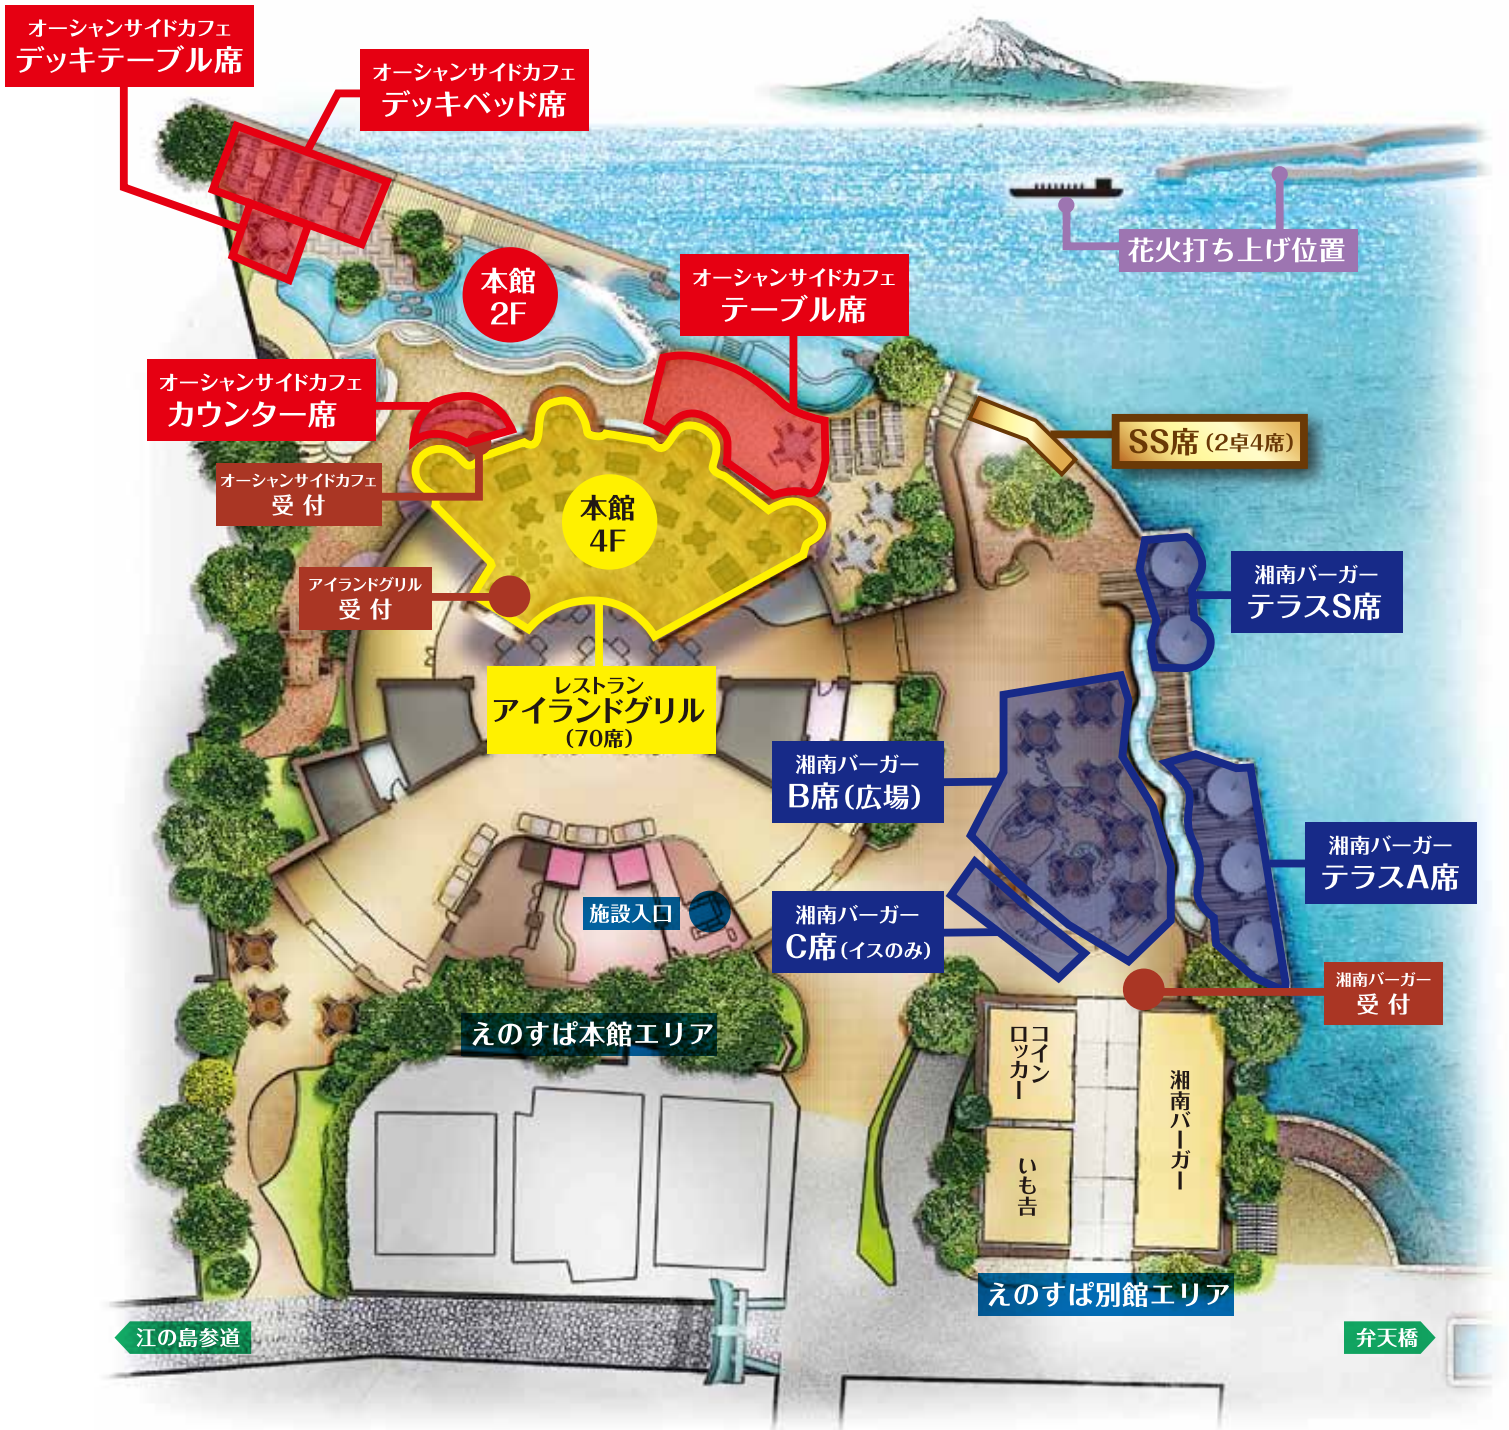 オーシャンサイドカフェ
デッキテーブル席
オーシャンサイドカフェ
デッキベッド席
花火打ち上げ位置
本館
2F
オーシャンサイドカフェ
テーブル席
オーシャンサイドカフェ
カウンター席
SS席(2卓4席)
オーシャンサイドカフェ
受付
本館
4F
アイランドグリル
受付
湘南バーガー
テラスS席
レストラン
アイランドグリル
(70席)
湘南バーガー
B席(広場)
湘南バーガー
テラスA席
施設入口
湘南バーガー
C席(イスのみ)
湘南バーガー
受付
えのすぱ本館エリア
コイン
ロッカー
湘南バーガー
いも吉
えのすぱ別館エリア
江の島参道
弁天橋